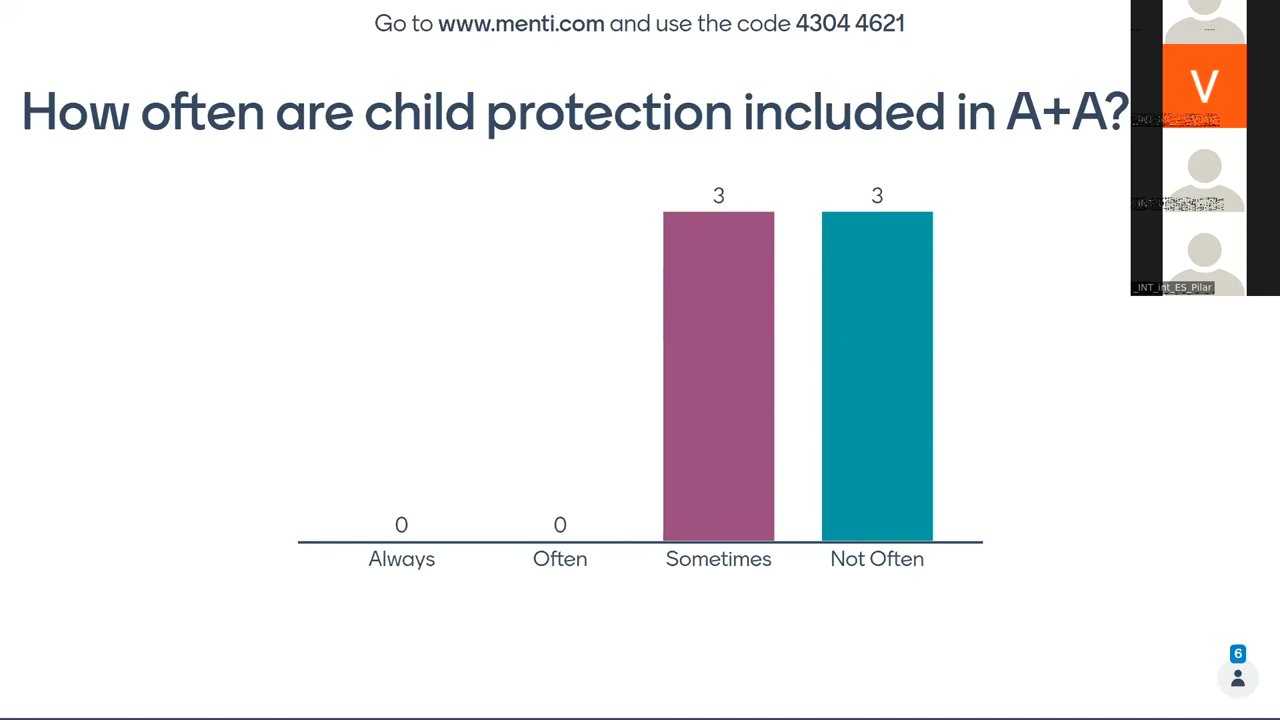 Go to www.menti.com and use the code 4304 4621
How often are child protection included in A+A?
3
3
0
0
Always
Often
Sometimes
Not Often
V
_INT_int_ES_Pilar
6